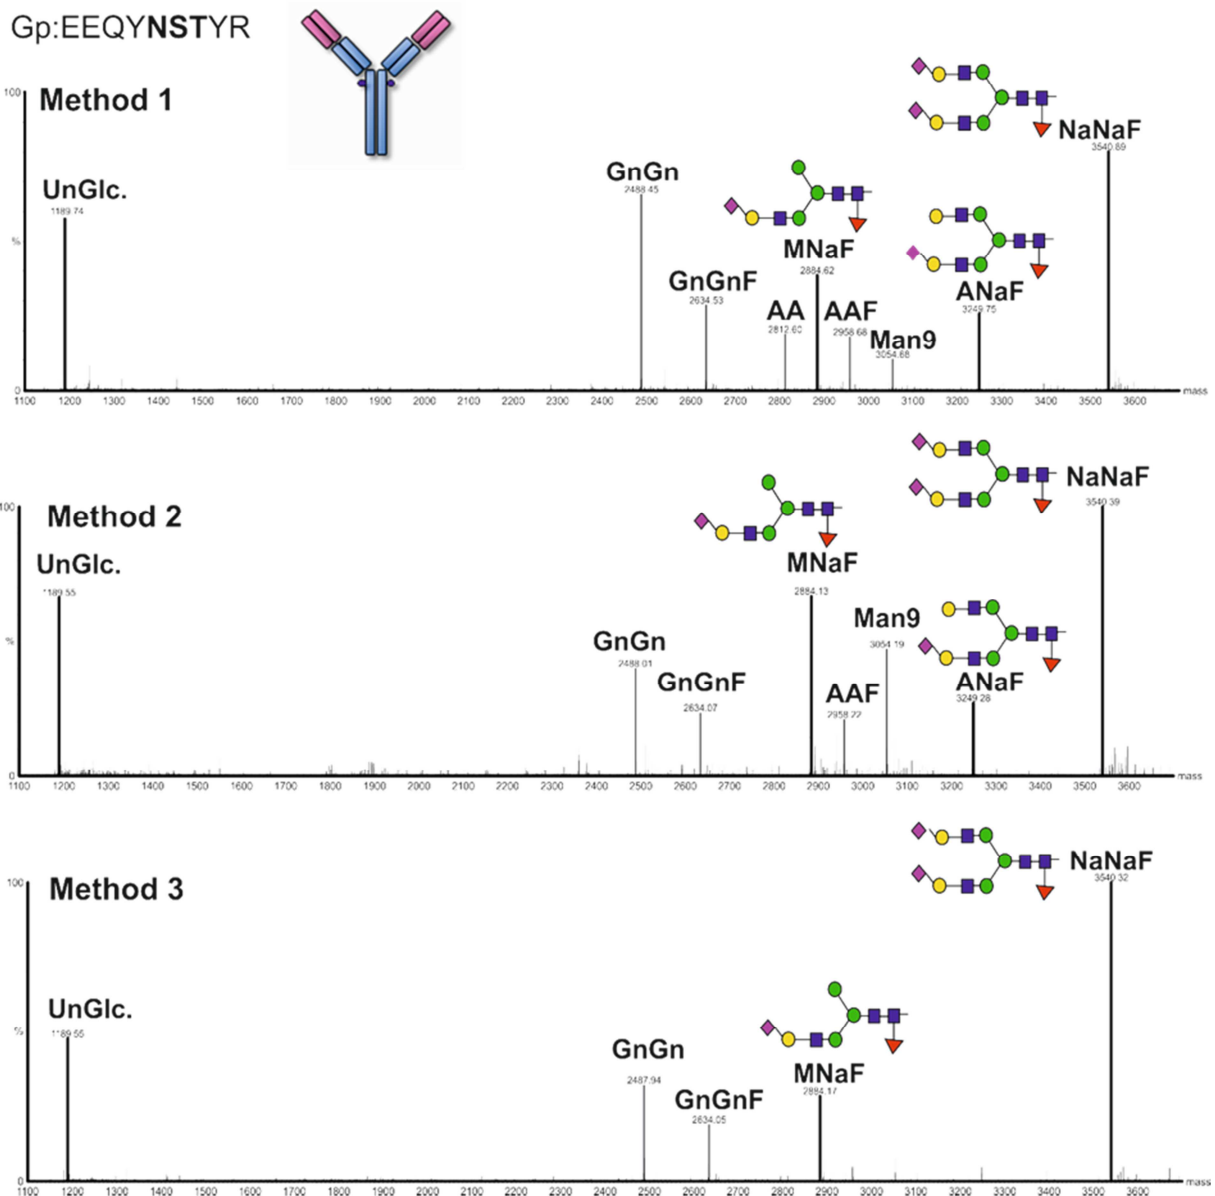 Gp:EEQYNSTYR
Method 1
100
%
0
UnGlc.
1189.74
GnGn
2488.45
GnGnF
2634.53
AA
2812.60
MNaF
2884.62
AAF
2958.68
Man9
3054.68
ANaF
3249.75
NaNaF
3540.89
1100 1200 1300 1400 1500 1600 1700 1800 1900 2000 2100 2200 2300 2400 2500 2600 2700 2800 2900 3000 3100 3200 3300 3400 3500 3600 mass
Method 2
100
%
0
UnGlc.
1189.55
GnGn
2488.01
GnGnF
2634.07
MNaF
2884.13
AAF
2958.22
Man9
3054.19
ANaF
3249.28
NaNaF
3540.39
1100 1200 1300 1400 1500 1600 1700 1800 1900 2000 2100 2200 2300 2400 2500 2600 2700 2800 2900 3000 3100 3200 3300 3400 3500 3600 mass
Method 3
100
%
0
UnGlc.
1189.55
GnGn
2487.94
GnGnF
2634.05
MNaF
2884.17
NaNaF
3540.32
1100 1200 1300 1400 1500 1600 1700 1800 1900 2000 2100 2200 2300 2400 2500 2600 2700 2800 2900 3000 3100 3200 3300 3400 3500 3600 mass